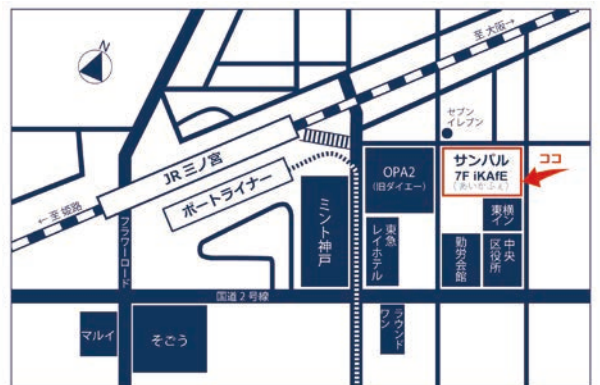 N
至 大阪→
セブン
イレブン
JR 三ノ宮
サンパル
7F iKAfE
(あいかふぇ)
ココ
OPA2
(旧ダイエー)
ポートライナー
←至 姫路
フラワーロード
ミント神戸
東急
レイホテル
東横
イン
勤労会館
中央
区役所
国道2号線
マルイ
そごう
ラウンド
ワン